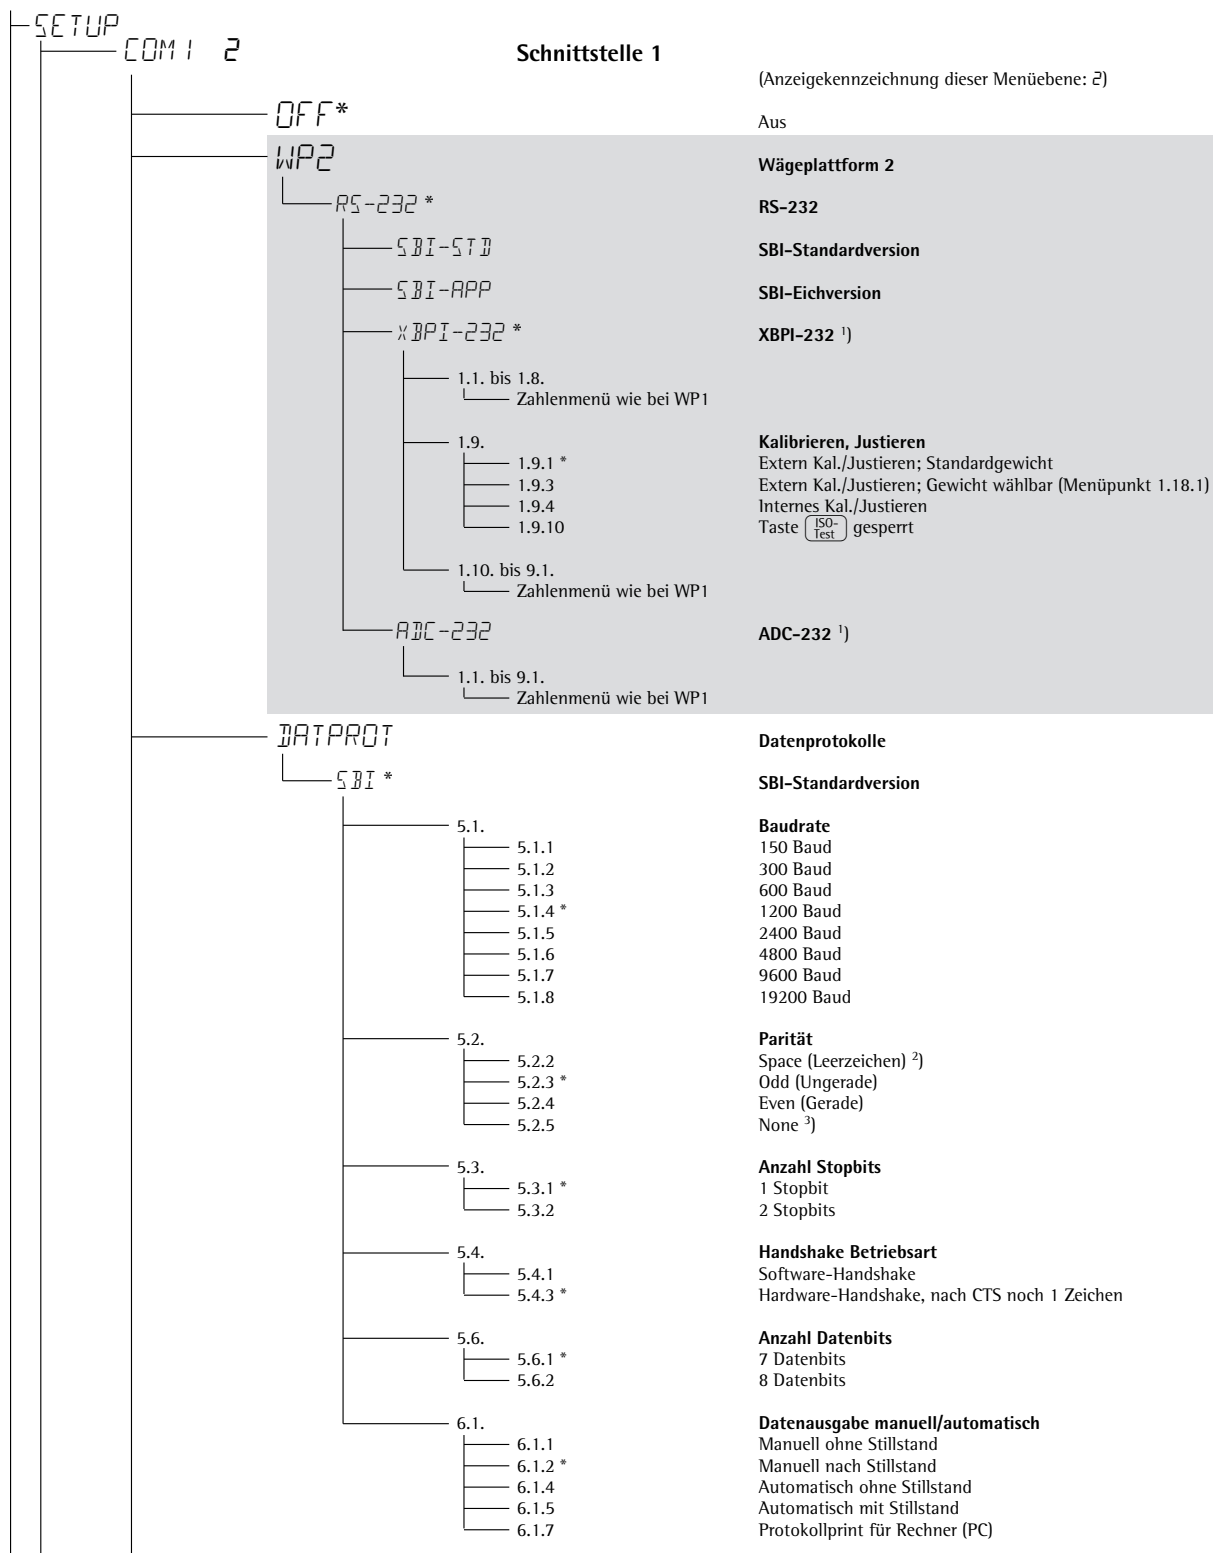 SETUP
COM1 2 Schnittstelle 1
(Anzeigekennzeichnung dieser Menüebene: 2)
OFF* Aus
WP2 Wägeplattform 2
RS-232 * RS-232
SBI-STD SBI-Standardversion
SBI-APP SBI-Eichversion
XBPI-232 * XBPI-232 ¹)
1.1. bis 1.8.
Zahlenmenü wie bei WP1
1.9. Kalibrieren, Justieren
1.9.1 * Extern Kal./Justieren; Standardgewicht
1.9.3 Extern Kal./Justieren; Gewicht wählbar (Menüpunkt 1.18.1)
1.9.4 Internes Kal./Justieren
1.9.10 Taste ISO-Test gesperrt
1.10. bis 9.1.
Zahlenmenü wie bei WP1
ADC-232 ADC-232 ¹)
1.1. bis 9.1.
Zahlenmenü wie bei WP1
DATPROT Datenprotokolle
SBI * SBI-Standardversion
5.1. Baudrate
5.1.1 150 Baud
5.1.2 300 Baud
5.1.3 600 Baud
5.1.4 * 1200 Baud
5.1.5 2400 Baud
5.1.6 4800 Baud
5.1.7 9600 Baud
5.1.8 19200 Baud
5.2. Parität
5.2.2 Space (Leerzeichen) ²)
5.2.3 * Odd (Ungerade)
5.2.4 Even (Gerade)
5.2.5 None ³)
5.3. Anzahl Stopbits
5.3.1 * 1 Stopbit
5.3.2 2 Stopbits
5.4. Handshake Betriebsart
5.4.1 Software-Handshake
5.4.3 * Hardware-Handshake, nach CTS noch 1 Zeichen
5.6. Anzahl Datenbits
5.6.1 * 7 Datenbits
5.6.2 8 Datenbits
6.1. Datenausgabe manuell/automatisch
6.1.1 Manuell ohne Stillstand
6.1.2 * Manuell nach Stillstand
6.1.4 Automatisch ohne Stillstand
6.1.5 Automatisch mit Stillstand
6.1.7 Protokollprint für Rechner (PC)